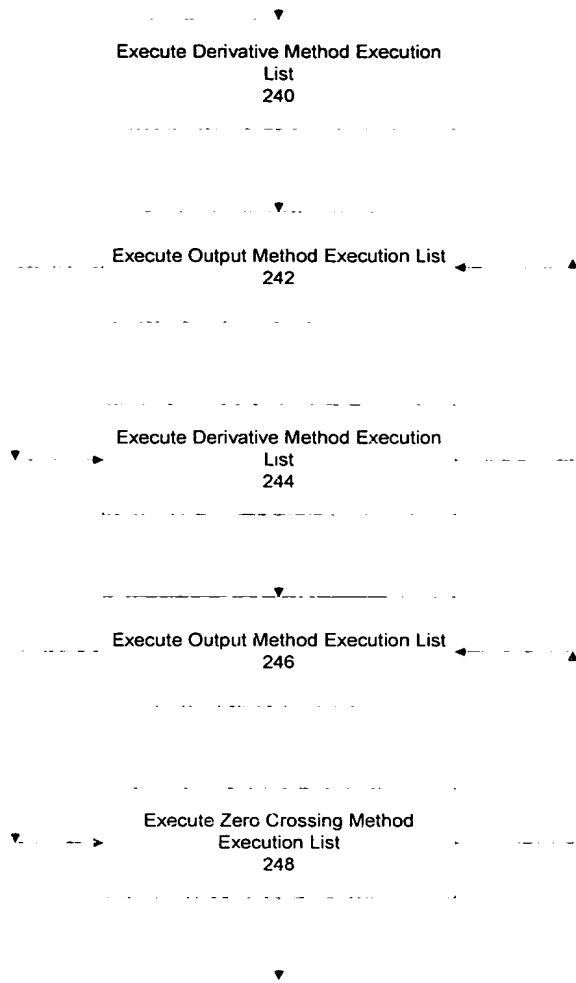 Execute Derivative Method Execution
List
240
Execute Output Method Execution List
242
Execute Derivative Method Execution
List
244
Execute Output Method Execution List
246
Execute Zero Crossing Method
Execution List
248